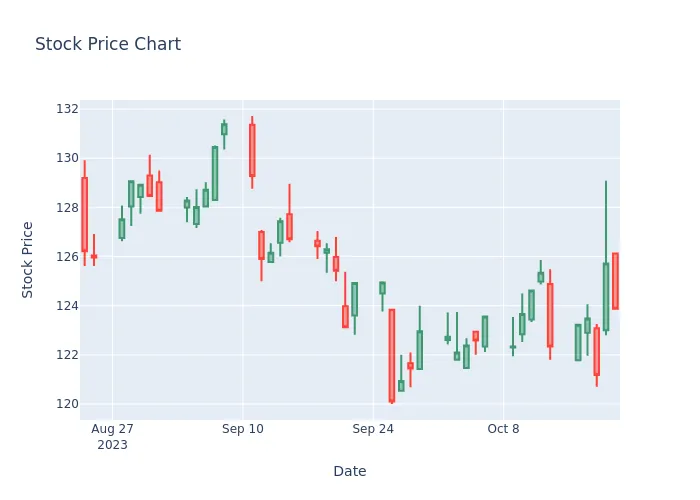 Stock Price Chart
132
130
128
126
124
122
120
Stock Price
Aug 27
2023
Sep 10
Sep 24
Oct 8
Date